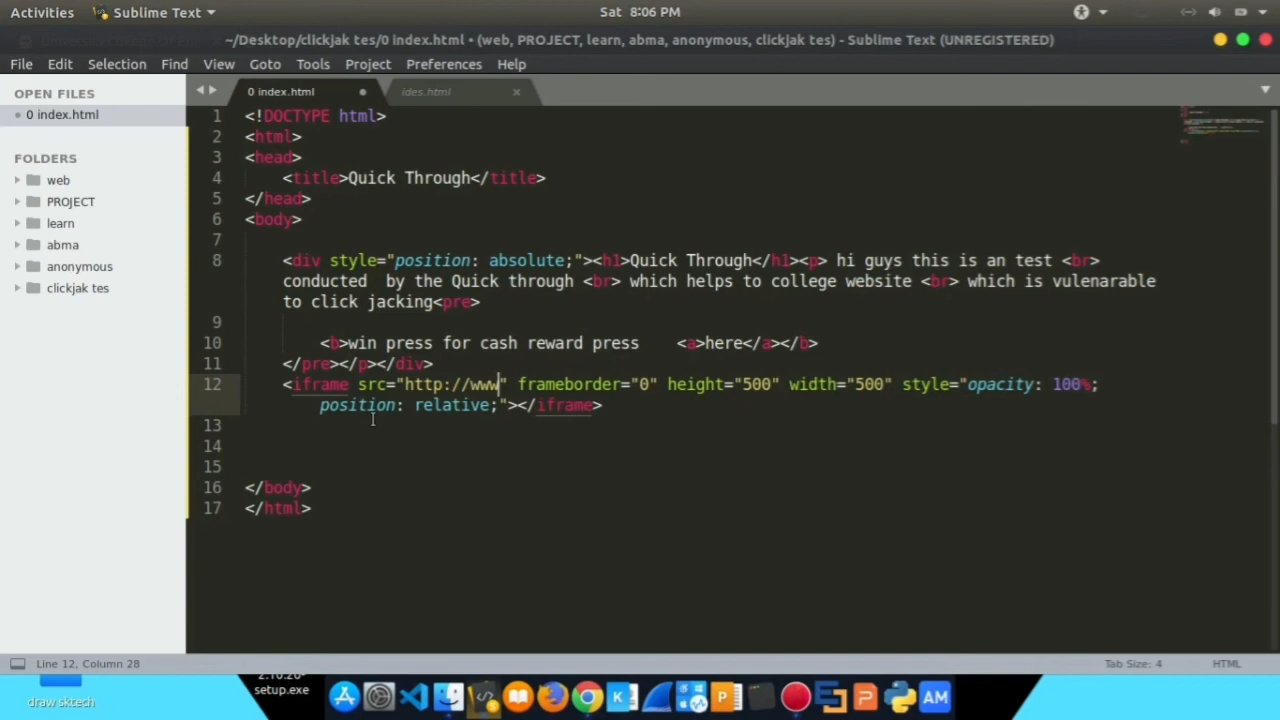 Activities Sublime Text Sat 8:06 PM
~/Desktop/clickjak tes/0 index.html • (web, PROJECT, learn, abma, anonymous, clickjak tes) - Sublime Text (UNREGISTERED)
File Edit Selection Find View Goto Tools Project Preferences Help
OPEN FILES
0 index.html
FOLDERS
web
PROJECT
learn
abma
anonymous
clickjak tes
0 index.html ides.html
1 <!DOCTYPE html>
2 <html>
3 <head>
4 <title>Quick Through</title>
5 </head>
6 <body>
7
8 <div style="position: absolute;"><h1>Quick Through</h1><p> hi guys this is an test <br>
conducted  by the Quick through <br> which helps to college website <br> which is vulenarable
to click jacking<pre>
9
10 <b>win press for cash reward press    <a>here</a></b>
11 </pre></p></div>
12 <iframe src="http://www" frameborder="0" height="500" width="500" style="opacity: 100%;
position: relative;"></iframe>
13
14
15
16 </body>
17 </html>
Line 12, Column 28 Tab Size: 4 HTML
setup.exe
draw sktech
AM